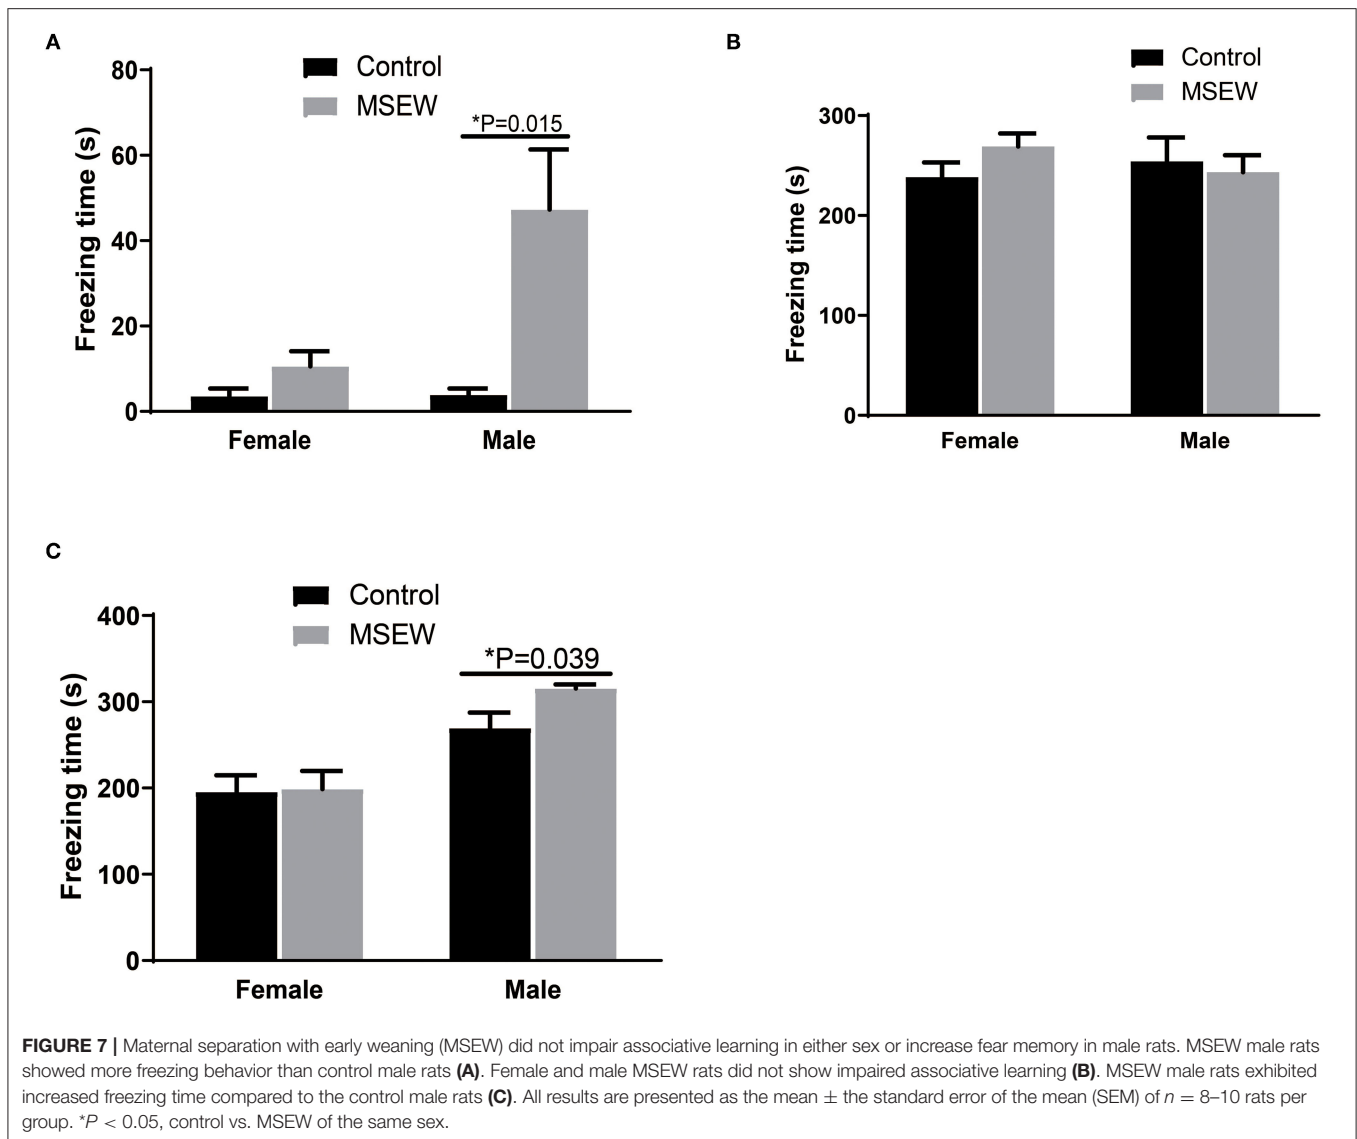 A
Control
MSEW
*P=0.015
80
60
40
20
0
Freezing time (s)
Female Male
B
Control
MSEW
300
200
100
0
Freezing time (s)
Female Male
C
Control
MSEW
*P=0.039
400
300
200
100
0
Freezing time (s)
Female Male
FIGURE 7 | Maternal separation with early weaning (MSEW) did not impair associative learning in either sex or increase fear memory in male rats. MSEW male rats
showed more freezing behavior than control male rats (A). Female and male MSEW rats did not show impaired associative learning (B). MSEW male rats exhibited
increased freezing time compared to the control male rats (C). All results are presented as the mean ± the standard error of the mean (SEM) of n = 8–10 rats per
group. *P < 0.05, control vs. MSEW of the same sex.